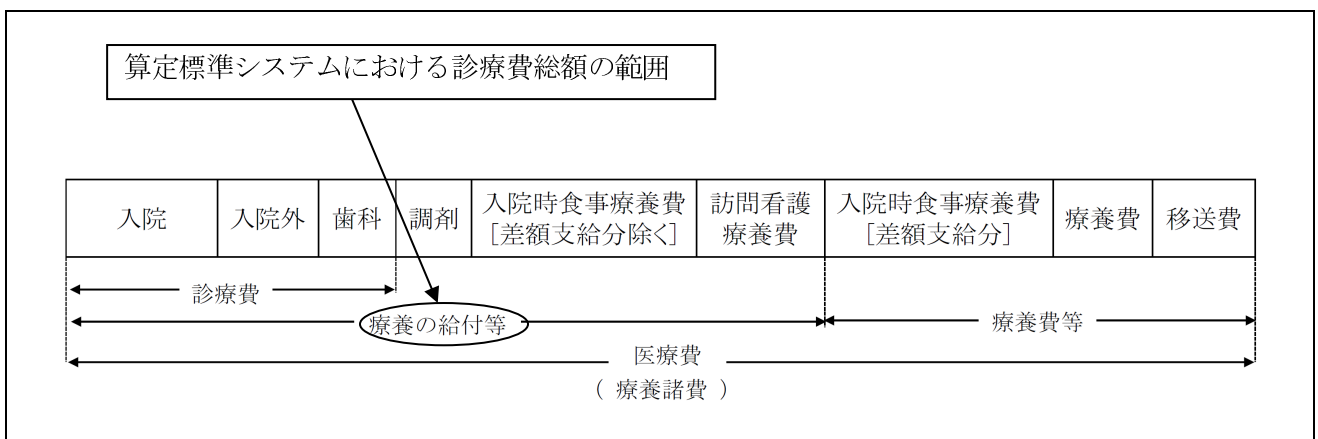 算定標準システムにおける診療費総額の範囲
入院
入院外
歯科
調剤
入院時食事療養費
[差額支給分除く]
訪問看護
療養費
入院時食事療養費
[差額支給分]
療養費
移送費
診療費
療養の給付等
療養費等
医療費
( 療養諸費 )